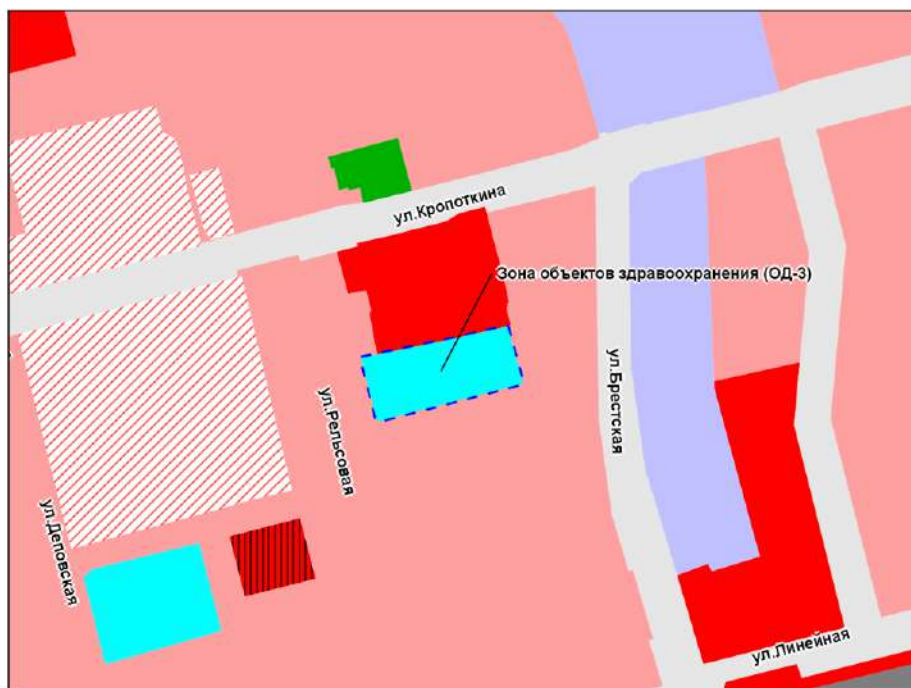 ул.Кропоткина
Зона объектов здравоохранения (ОД-3)
ул.Брестская
ул.Рельсовая
ул.Деповская
ул.Линейная